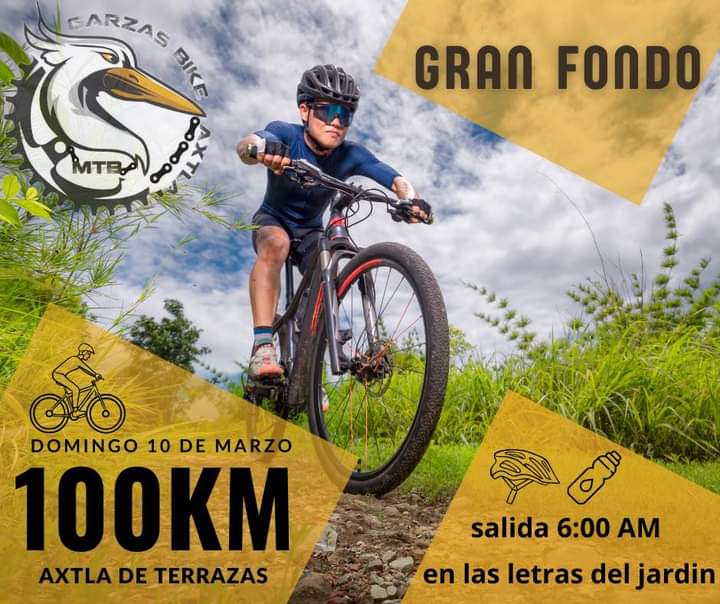 GARZAS BIKE AXTLA
MTB
GRAN FONDO
DOMINGO 10 DE MARZO
100KM
AXTLA DE TERRAZAS
salida 6:00 AM
en las letras del jardin